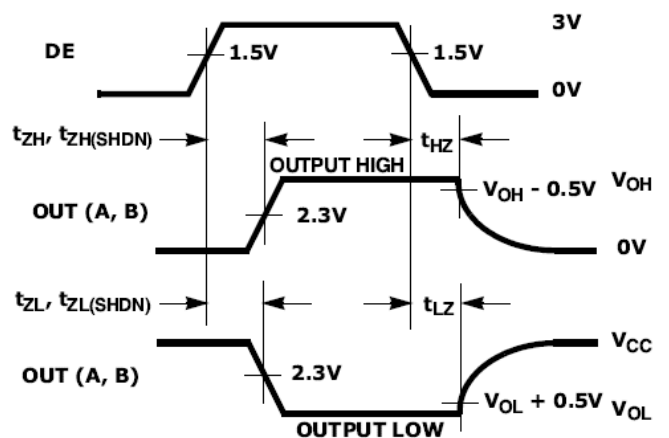 DE
1.5V
1.5V
3V
0V
tZH, tZH(SHDN)
tHZ
OUTPUT HIGH
OUT (A, B)
2.3V
VOH - 0.5V
VOH
0V
tZL, tZL(SHDN)
tLZ
OUT (A, B)
2.3V
VCC
VOL + 0.5V
VOL
OUTPUT LOW